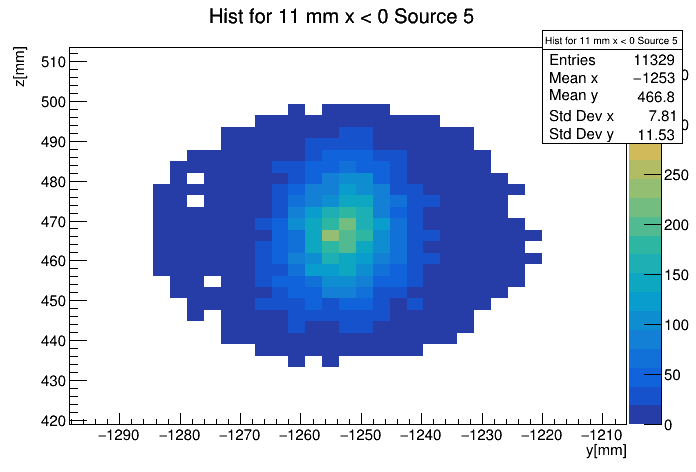 Hist for 11 mm x < 0 Source 5
z[mm]
510
500
490
480
470
460
450
440
430
420
−1290
−1280
−1270
−1260
−1250
−1240
−1230
−1220
−1210
y[mm]
Hist for 11 mm x < 0 Source 5
Entries 11329
Mean x −1253
Mean y 466.8
Std Dev x 7.81
Std Dev y 11.53
250
200
150
100
50
0